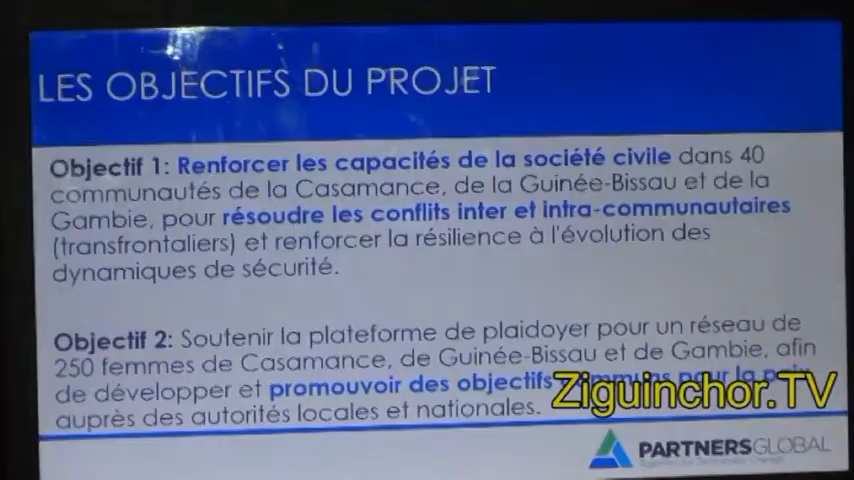 LES OBJECTIFS DU PROJET
Objectif 1: Renforcer les capacités de la société civile dans 40
communautés de la Casamance, de la Guinée-Bissau et de la
Gambie, pour résoudre les conflits inter et intra-communautaires
(transfrontaliers) et renforcer la résilience à l'évolution des
dynamiques de sécurité.
Objectif 2: Soutenir la plateforme de plaidoyer pour un réseau de
250 femmes de Casamance, de Guinée-Bissau et de Gambie, afin
de développer et promouvoir des objectifs pour la
auprès des autorités locales et nationales.
Ziguinchor.TV
PARTNERSGLOBAL